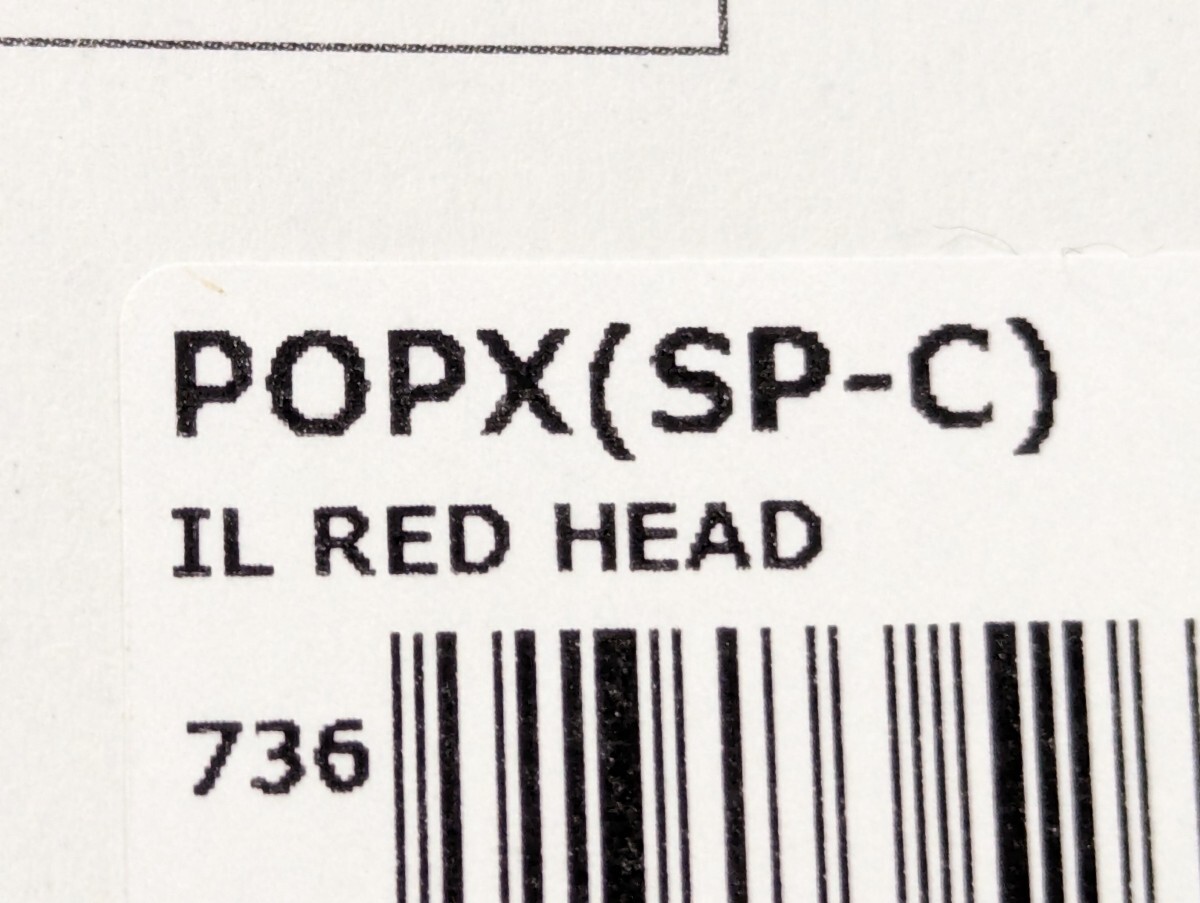 POPX(SP-C)
IL RED HEAD
736